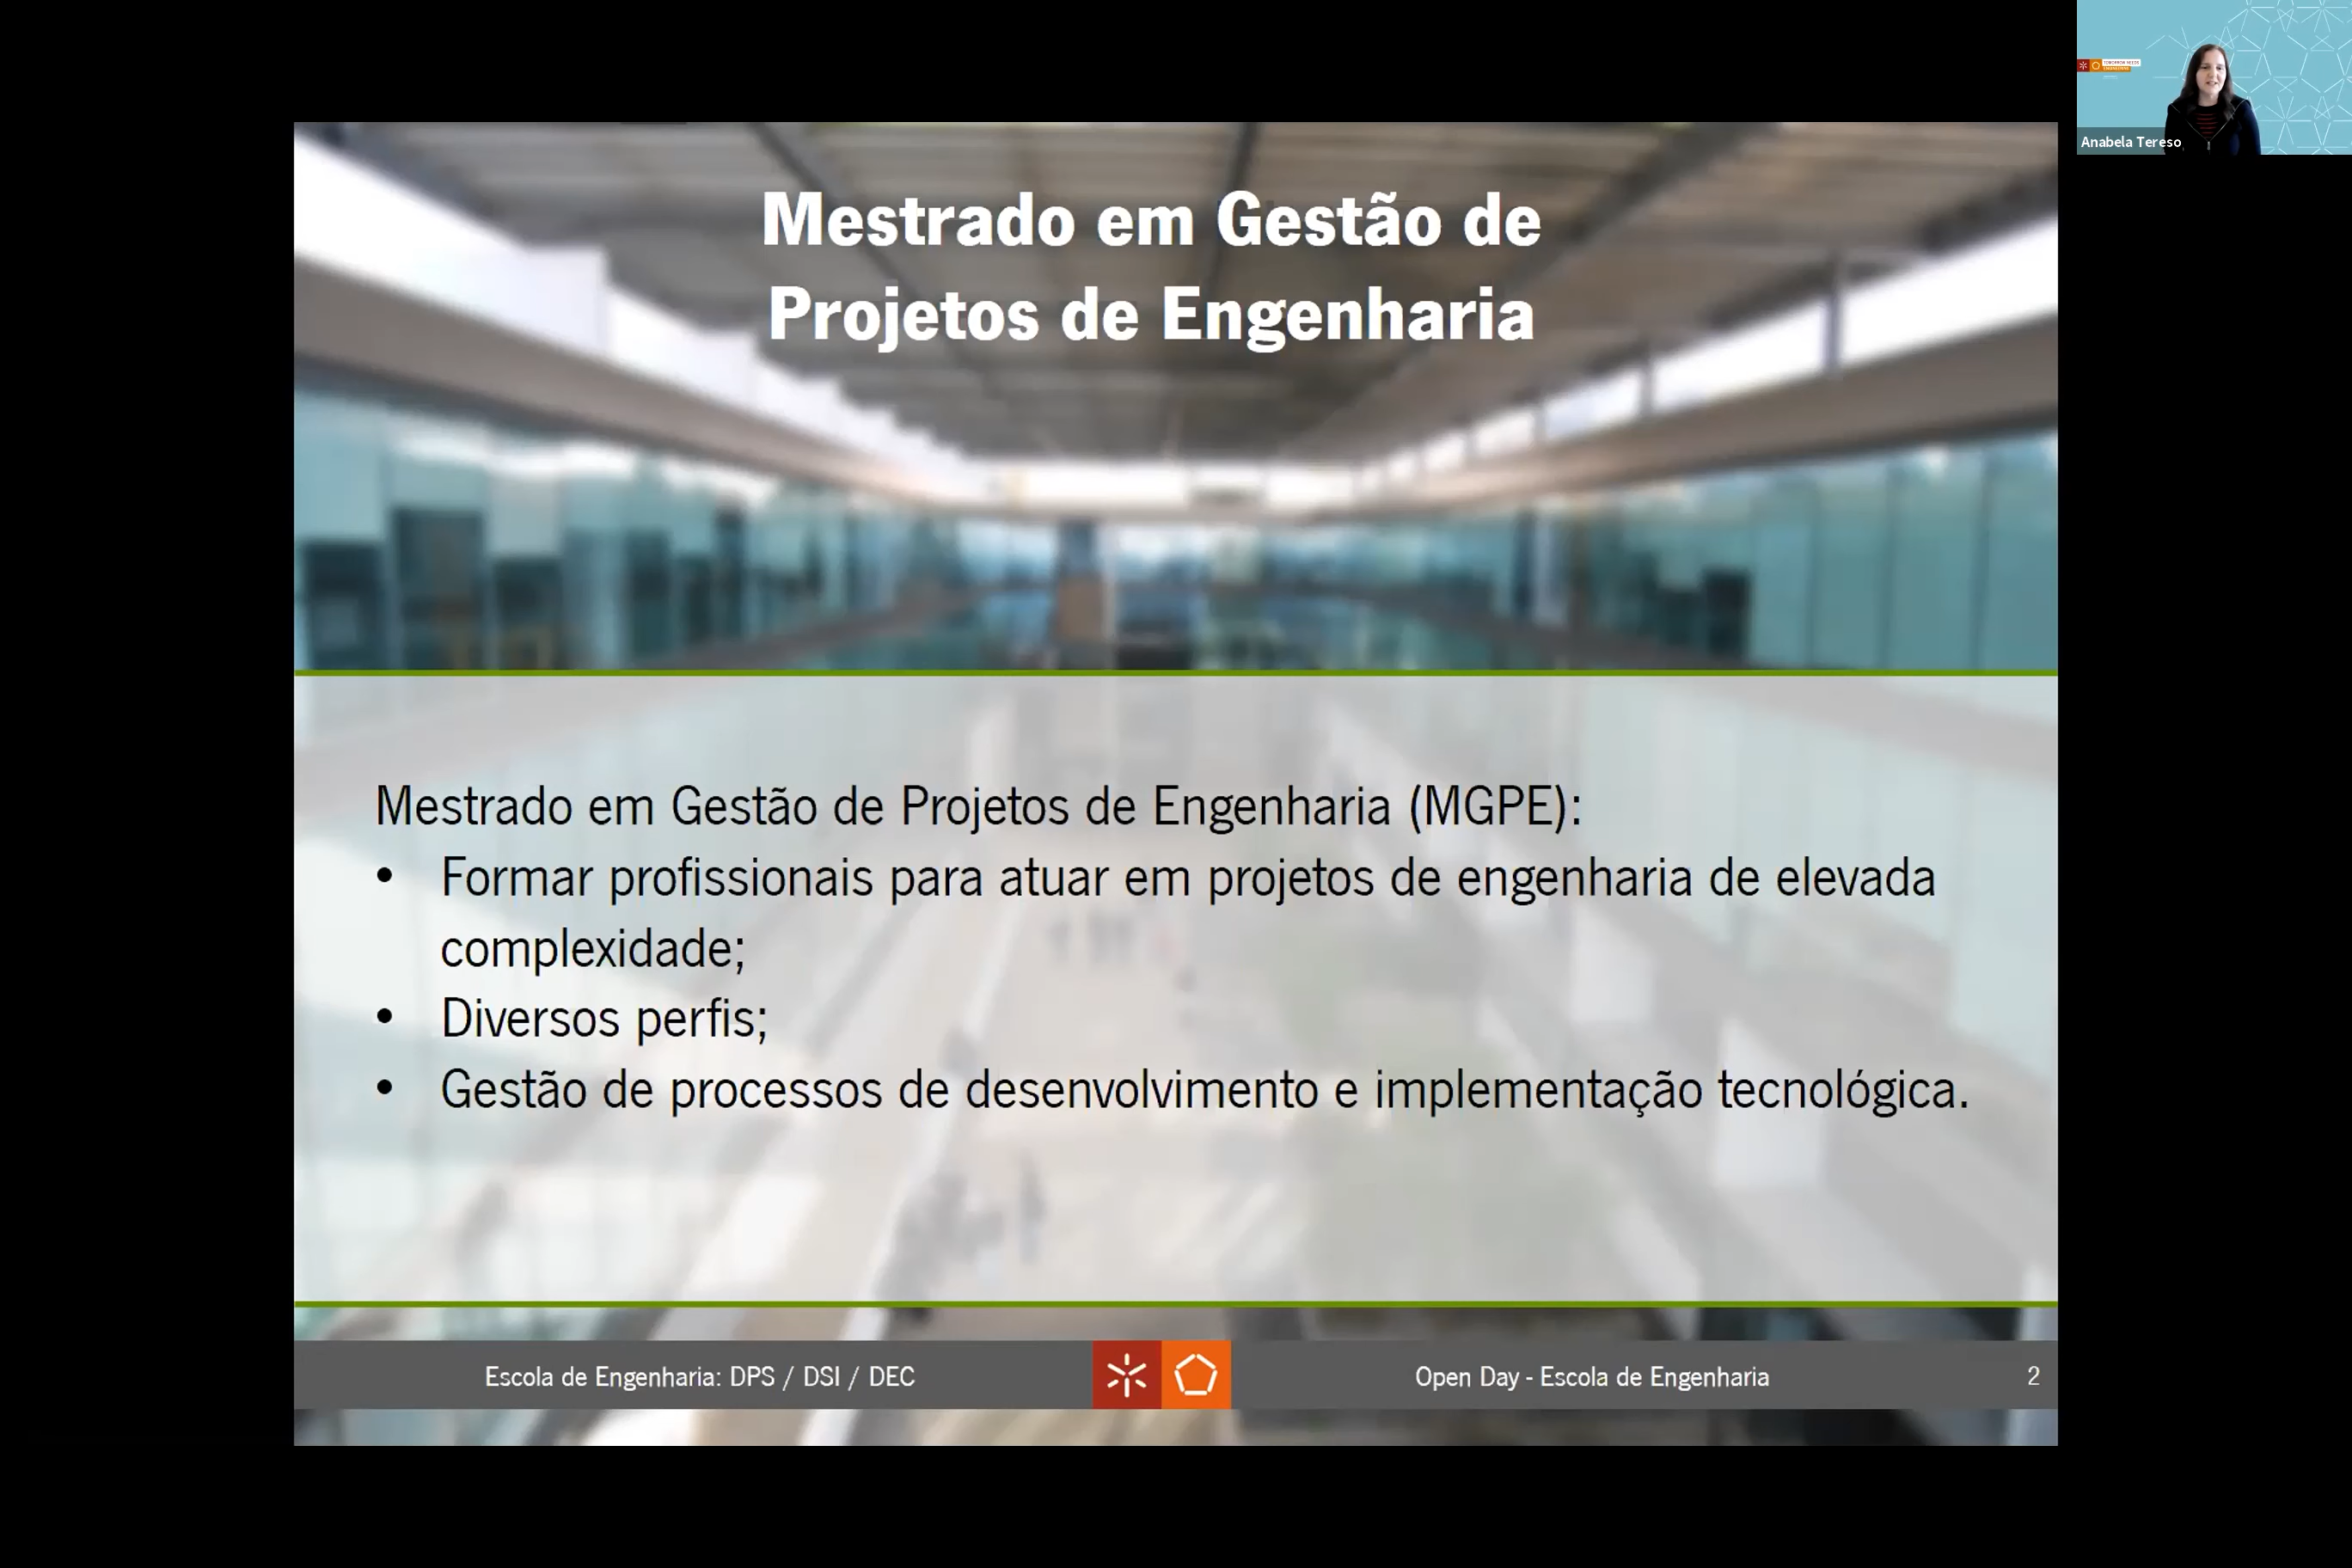 Mestrado em Gestão de
Projetos de Engenharia
Mestrado em Gestão de Projetos de Engenharia (MGPE):
• Formar profissionais para atuar em projetos de engenharia de elevada
complexidade;
• Diversos perfis;
• Gestão de processos de desenvolvimento e implementação tecnológica.
Escola de Engenharia: DPS / DSI / DEC
Open Day - Escola de Engenharia
2
Anabela Tereso